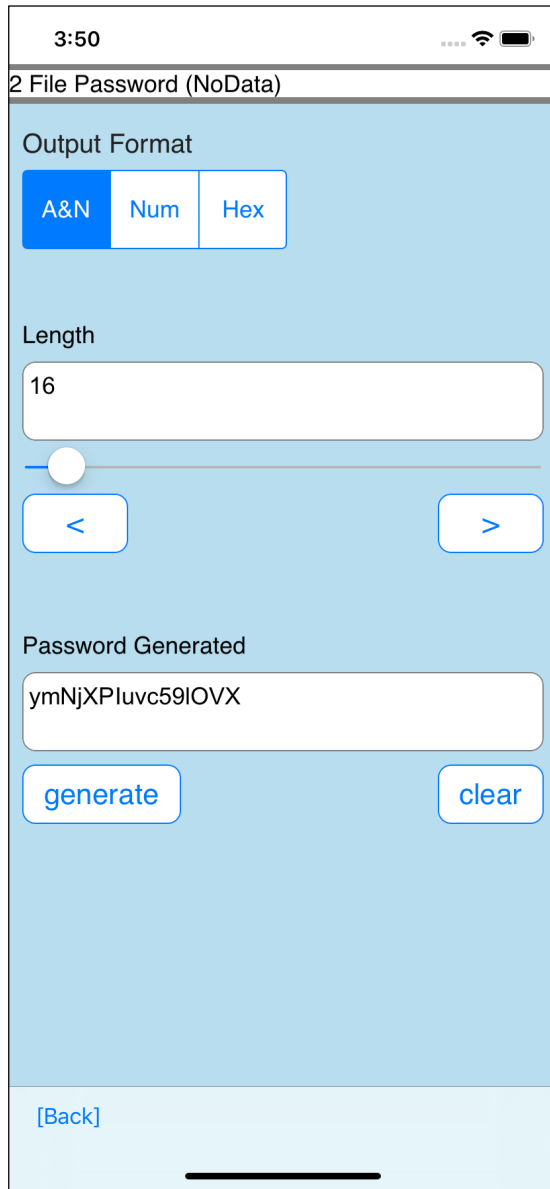 3:50
2 File Password (NoData)
Output Format
A&N Num Hex
Length
16
< >
Password Generated
ymNjXPIuvc59lOVX
generate clear
[Back]